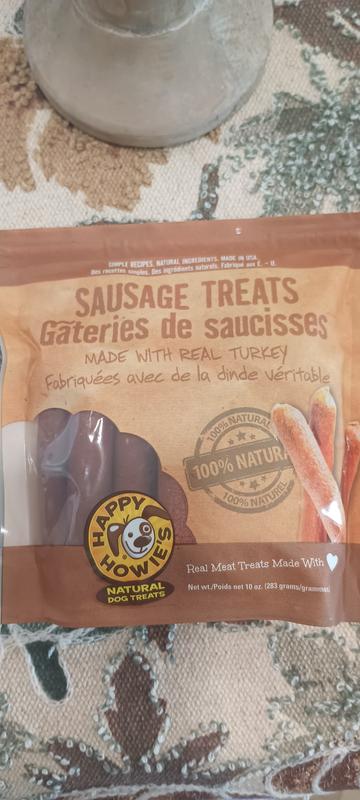 SIMPLE RECIPES. NATURAL INGREDIENTS. MADE IN USA.
Des recettes simples. Des ingrédients naturels. Fabriqué aux É. - U.
SAUSAGE TREATS
Gâteries de saucisses
MADE WITH REAL TURKEY
Fabriquées avec de la dinde véritable
100% NATURAL
100% NATURA
100% NATUREL
HAPPY
HOWIE'S
NATURAL
DOG TREATS
Real Meat Treats Made With
Net wt./Poids net 10 oz. (283 grams/grammes)